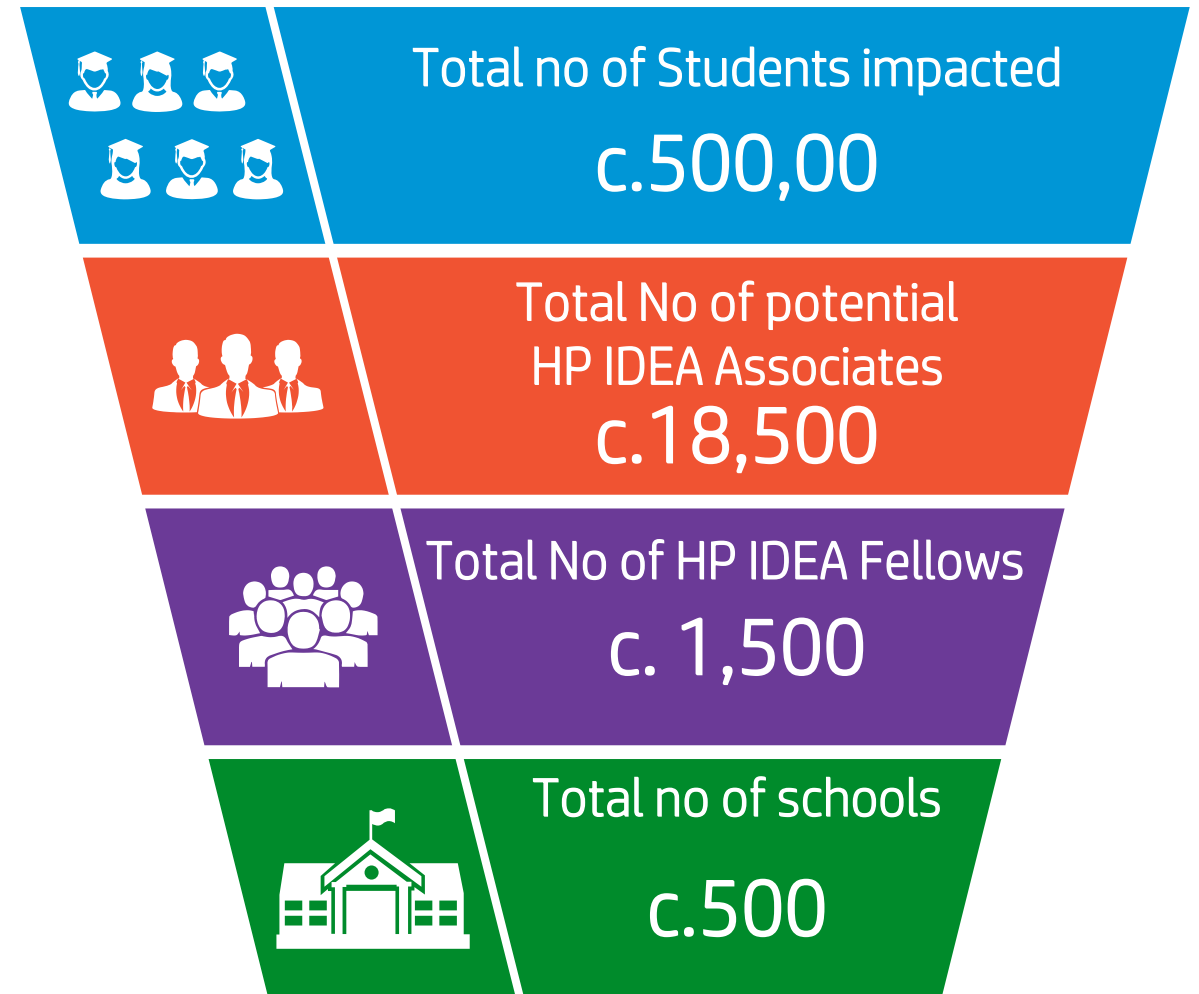 Total no of Students impacted
c.500,00
Total No of potential
HP IDEA Associates
c.18,500
Total No of HP IDEA Fellows
c. 1,500
Total no of schools
c.500